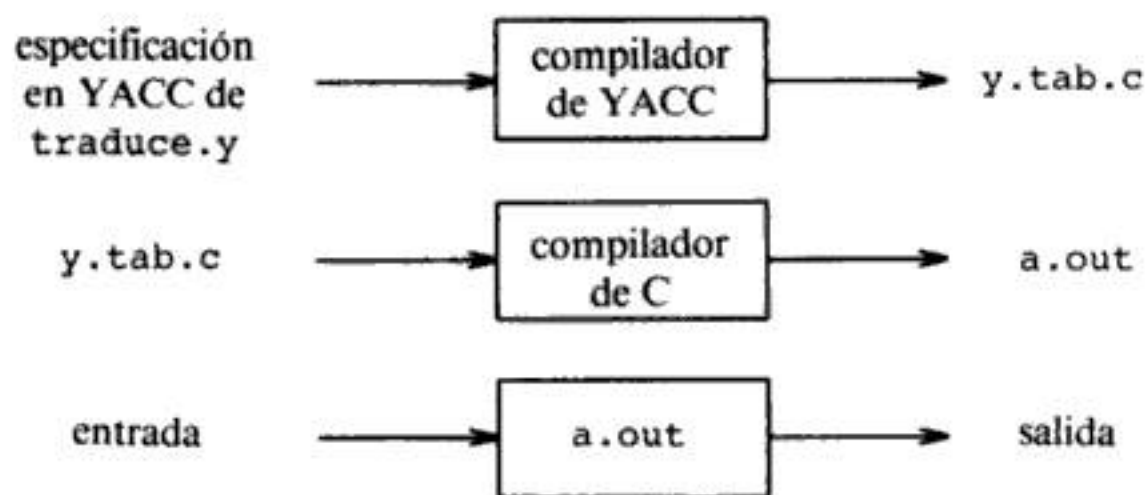 especificación
en YACC de
traduce.y
compilador
de YACC
y.tab.c
y.tab.c
compilador
de C
a.out
entrada
a.out
salida